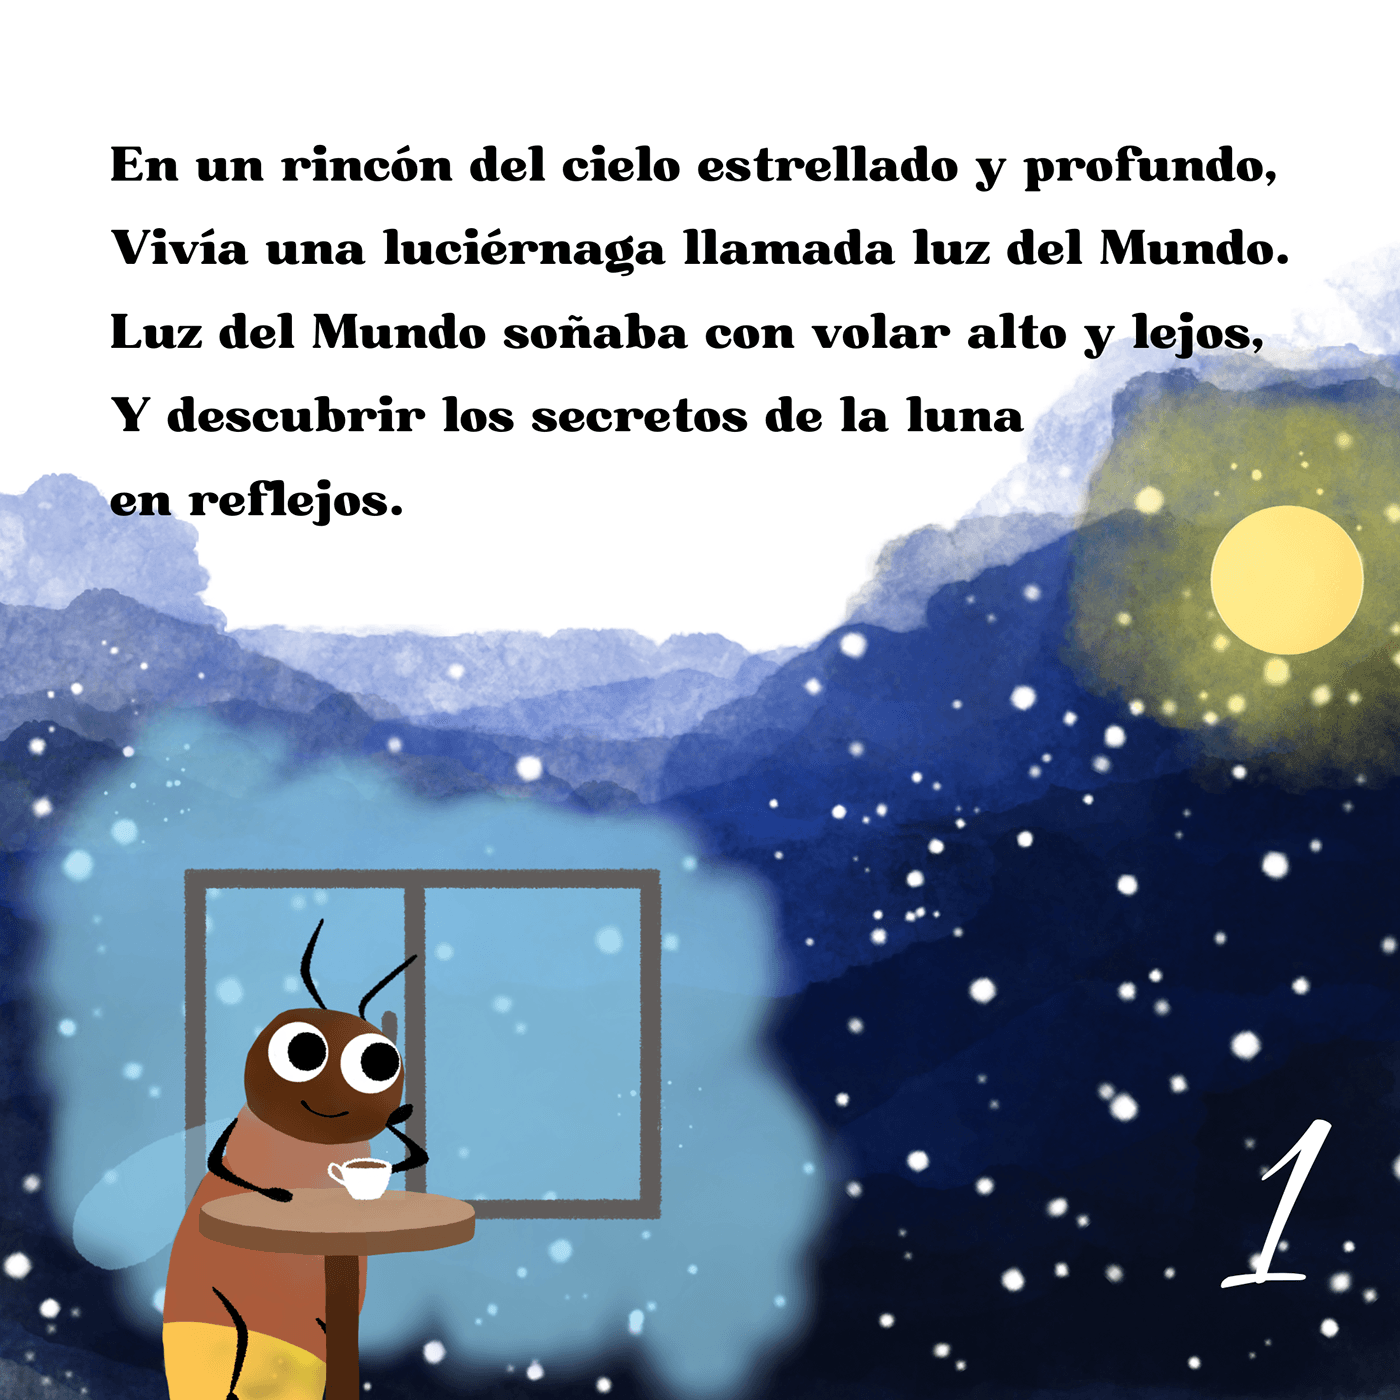 En un rincón del cielo estrellado y profundo,
Vivía una luciérnaga llamada luz del Mundo.
Luz del Mundo soñaba con volar alto y lejos,
Y descubrir los secretos de la luna
en reflejos.
1